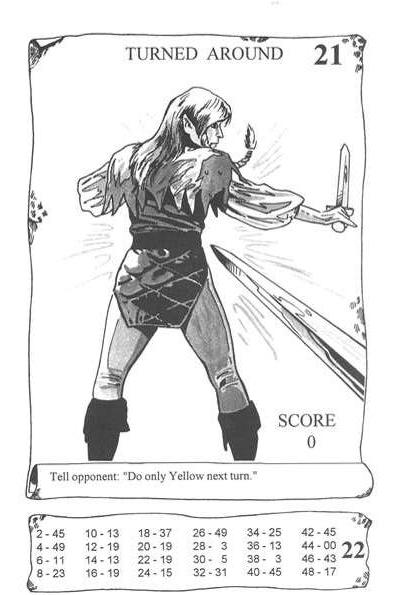 TURNED AROUND 21
SCORE
0
Tell opponent: "Do only Yellow next turn."
2 - 45 10 - 13 18 - 37 26 - 49 34 - 25 42 - 45
4 - 49 12 - 19 20 - 19 28 - 3 36 - 13 44 - 00
6 - 11 14 - 13 22 - 19 30 - 5 38 - 3 46 - 43
8 - 23 16 - 19 24 - 15 32 - 31 40 - 45 48 - 17
22